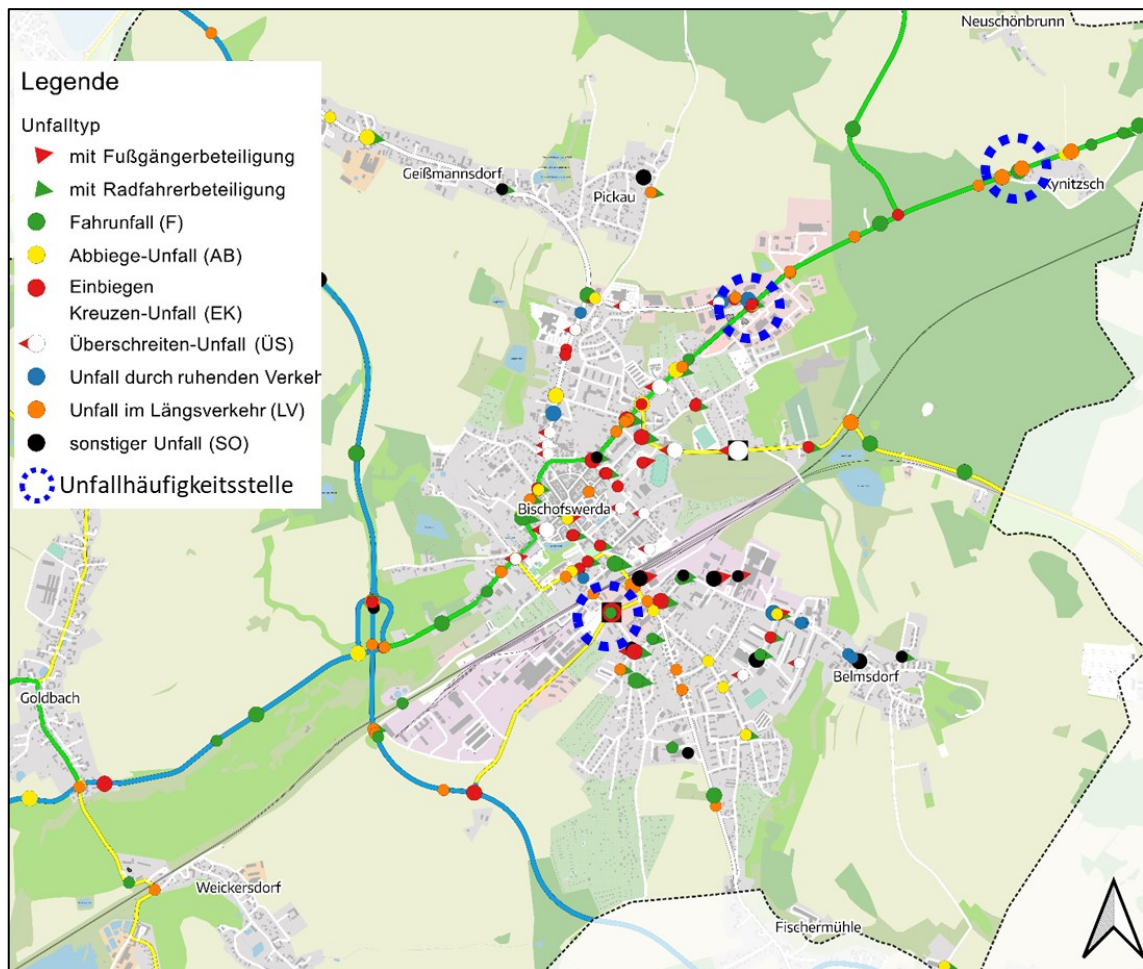 Neuschönbrunn
Legende
Unfalltyp
mit Fußgängerbeteiligung
mit Radfahrerbeteiligung
Fahrunfall (F)
Abbiege-Unfall (AB)
Einbiegen
Kreuzen-Unfall (EK)
Überschreiten-Unfall (ÜS)
Unfall durch ruhenden Verkeh
Unfall im Längsverkehr (LV)
sonstiger Unfall (SO)
Unfallhäufigkeitsstelle
Geißmannsdorf
Pickau
Kynitzsch
Bischofswerda
Goldbach
Belmsdorf
Weickersdorf
Fischermühle